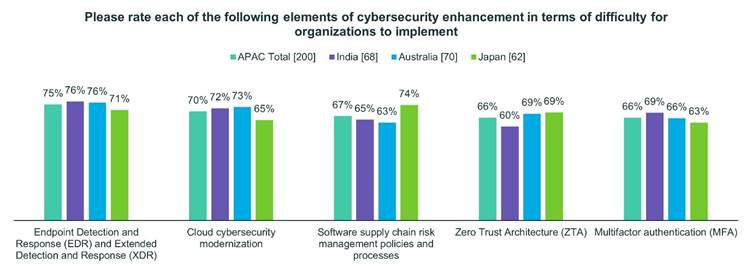 Please rate each of the following elements of cybersecurity enhancement in terms of difficulty for
organizations to implement
APAC Total [200] India [68] Australia [70] Japan [62]
75% 76% 76% 71%
70% 72% 73% 65%
67% 65% 63% 74%
66% 60% 69% 69%
66% 69% 66% 63%
Endpoint Detection and
Response (EDR) and Extended
Detection and Response (XDR)
Cloud cybersecurity
modernization
Software supply chain risk
management policies and
processes
Zero Trust Architecture (ZTA)
Multifactor authentication (MFA)